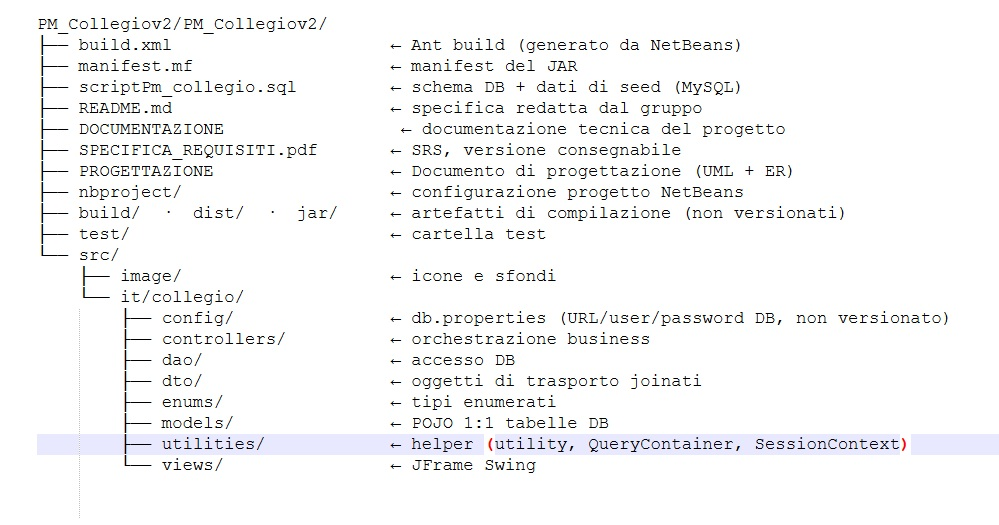 PM_Collegiov2/PM_Collegiov2/
├── build.xml                     ← Ant build (generato da NetBeans)
├── manifest.mf                   ← manifest del JAR
├── scriptPm_collegio.sql         ← schema DB + dati di seed (MySQL)
├── README.md                     ← specifica redatta dal gruppo
├── DOCUMENTAZIONE                 ← documentazione tecnica del progetto
├── SPECIFICA_REQUISITI.pdf       ← SRS, versione consegnabile
├── PROGETTAZIONE                 ← Documento di progettazione (UML + ER)
├── nbproject/                    ← configurazione progetto NetBeans
├── build/  ·  dist/  ·  jar/     ← artefatti di compilazione (non versionati)
├── test/                         ← cartella test
└── src/
    ├── image/                    ← icone e sfondi
    └── it/collegio/
        ├── config/               ← db.properties (URL/user/password DB, non versionato)
        ├── controllers/          ← orchestrazione business
        ├── dao/                  ← accesso DB
        ├── dto/                  ← oggetti di trasporto joinati
        ├── enums/                ← tipi enumerati
        ├── models/               ← POJO 1:1 tabelle DB
        ├── utilities/            ← helper (utility, QueryContainer, SessionContext)
        └── views/                ← JFrame Swing